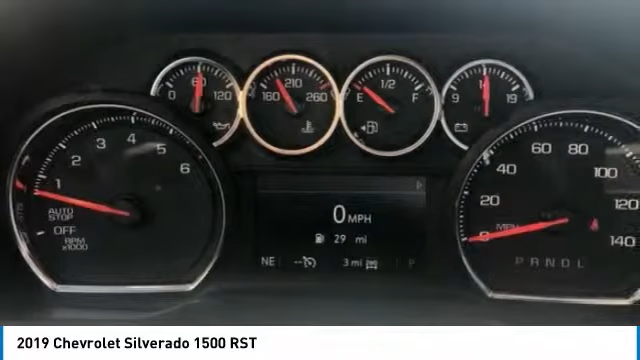 0 60 120
160 210 260
E 1/2 F
9 14 19
1 2 3 4 5 6
AUTO STOP
OFF
RPM x1000
0 MPH
29 mi
NE -- 3 mi P
20 40 60 80 100 120 140
MPH
P R N D L
2019 Chevrolet Silverado 1500 RST